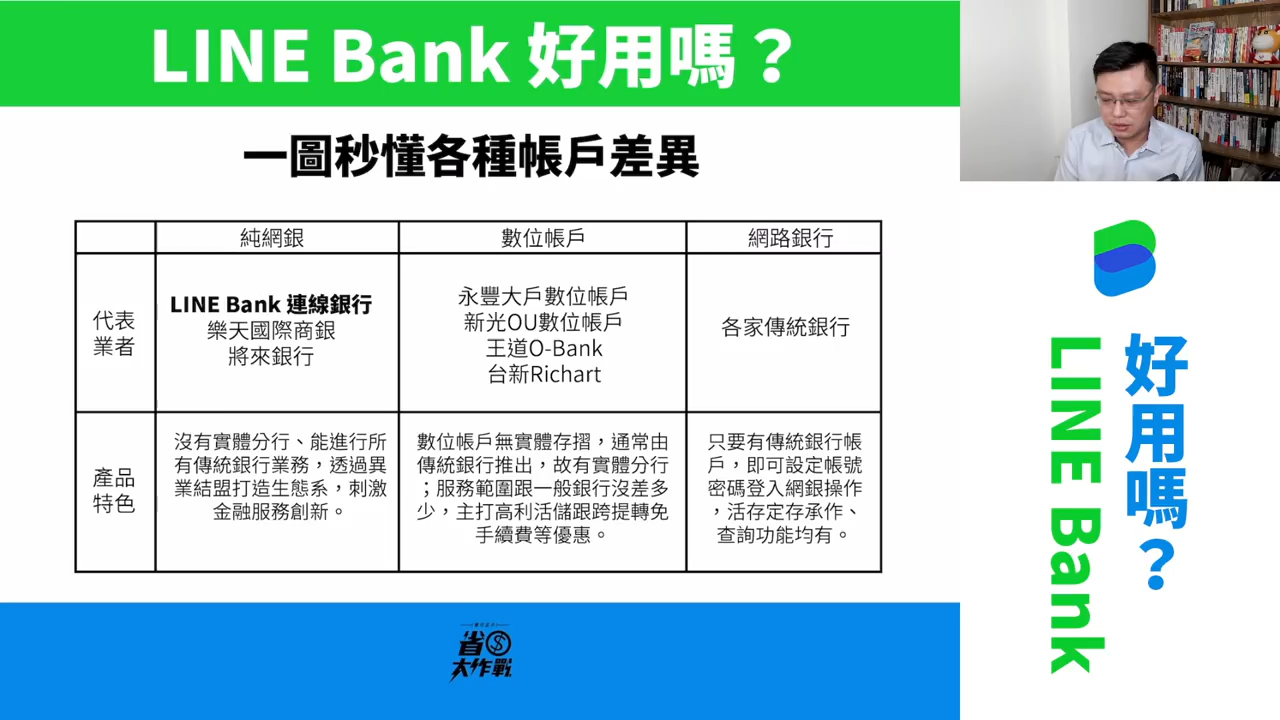 LINE Bank 好用嗎？
一圖秒懂各種帳戶差異
純網銀
數位帳戶
網路銀行
代表
業者
LINE Bank 連線銀行
樂天國際商銀
將來銀行
永豐大戶數位帳戶
新光OU數位帳戶
王道O-Bank
台新Richart
各家傳統銀行
產品
特色
沒有實體分行、能進行所
有傳統銀行業務，透過異
業結盟打造生態系，刺激
金融服務創新。
數位帳戶無實體存摺，通常由
傳統銀行推出，故有實體分行
；服務範圍跟一般銀行沒差多
少，主打高利活儲跟跨提轉免
手續費等優惠。
只要有傳統銀行帳
戶，即可設定帳號
密碼登入網銀操作
，活存定存承作、
查詢功能均有。
省
大作戰
好用嗎？
LINE Bank